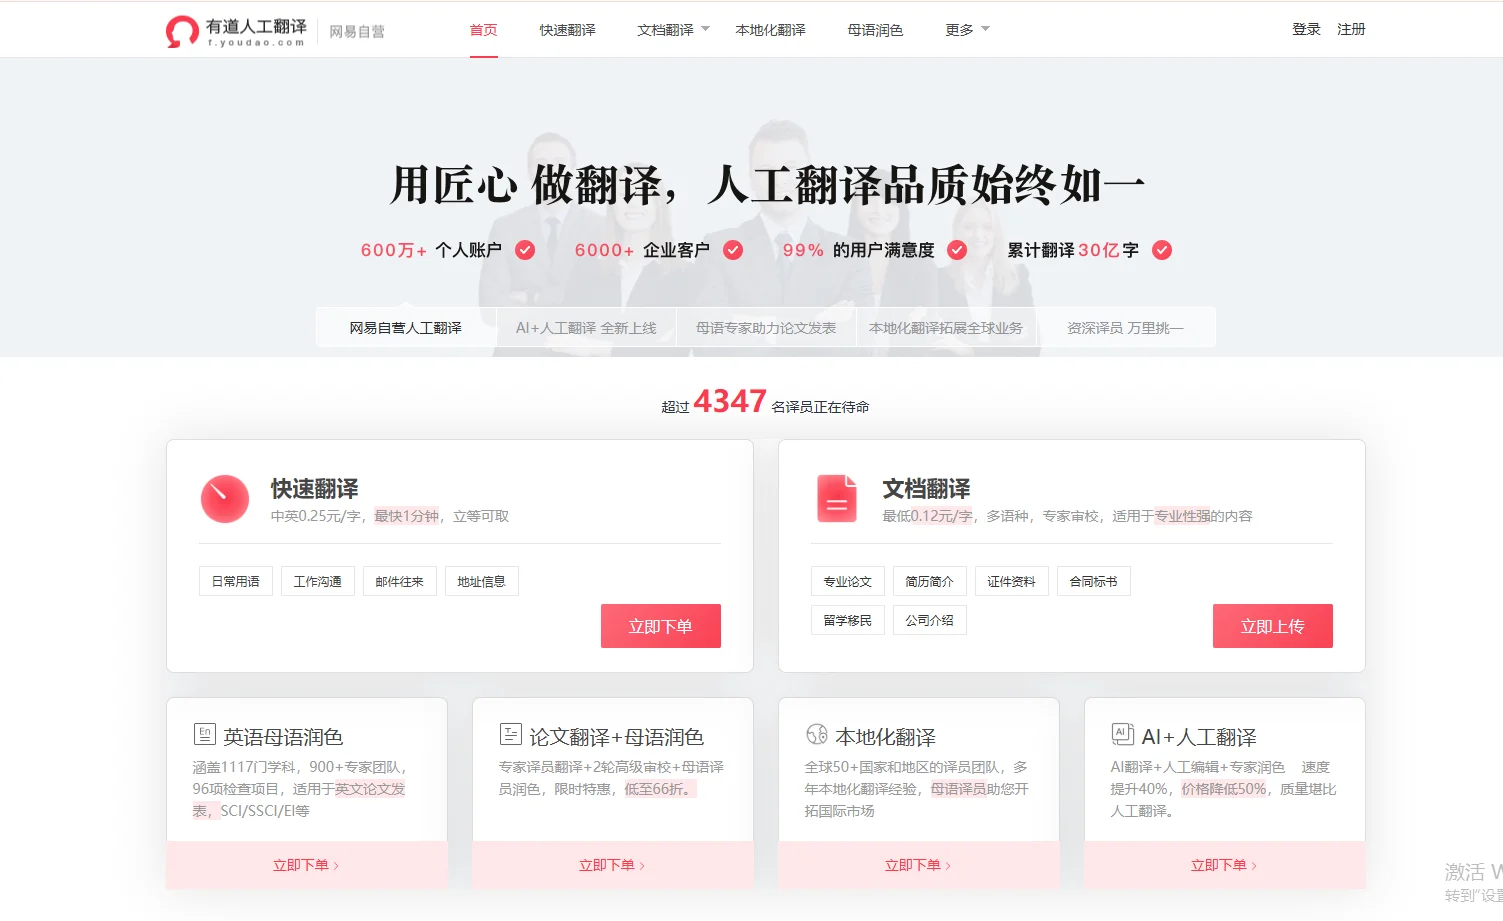 有道人工翻译
f.youdao.com
网易自营
首页 快速翻译 文档翻译 本地化翻译 母语润色 更多 登录 注册
用匠心 做翻译，人工翻译品质始终如一
600万+ 个人账户 6000+ 企业客户 99% 的用户满意度 累计翻译30亿字
网易自营人工翻译 AI+人工翻译 全新上线 母语专家助力论文发表 本地化翻译拓展全球业务 资深译员 万里挑一
超过 4347 名译员正在待命
快速翻译
中英0.25元/字，最快1分钟，立等可取
日常用语 工作沟通 邮件往来 地址信息
立即下单
文档翻译
最低0.12元/字，多语种，专家审校，适用于专业性强的内容
专业论文 简历简介 证件资料 合同标书
留学移民 公司介绍
立即上传
En
英语母语润色
涵盖1117门学科，900+专家团队，
96项检查项目，适用于英文论文发
表，SCI/SSCI/EI等
立即下单 ›
论文翻译+母语润色
专家译员翻译+2轮高级审校+母语译
员润色，限时特惠，低至66折。
立即下单 ›
本地化翻译
全球50+国家和地区的译员团队，多
年本地化翻译经验，母语译员助您开
拓国际市场
立即下单 ›
AI
AI+人工翻译
AI翻译+人工编辑+专家润色 速度
提升40%，价格降低50%，质量堪比
人工翻译。
立即下单 ›
激活 W
转到"设置